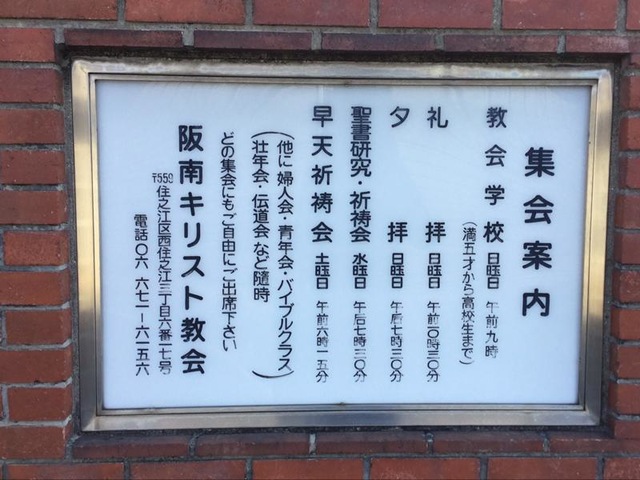 集会案内
教会学校 日曜日 午前九時
(満五才から高校生まで)
礼拝 日曜日 午前一〇時三〇分
夕拝 日曜日 午后七時三〇分
聖書研究・祈祷会 水曜日 午后七時三〇分
早天祈祷会 土曜日 午前六時一五分
(他に婦人会・青年会・バイブルクラス
壮年会・伝道会など随時)
どの集会にもご自由にご出席下さい
阪南キリスト教会
〒559 住之江区西住之江三丁目六番一七号
電話〇六 六七一ー六一五六